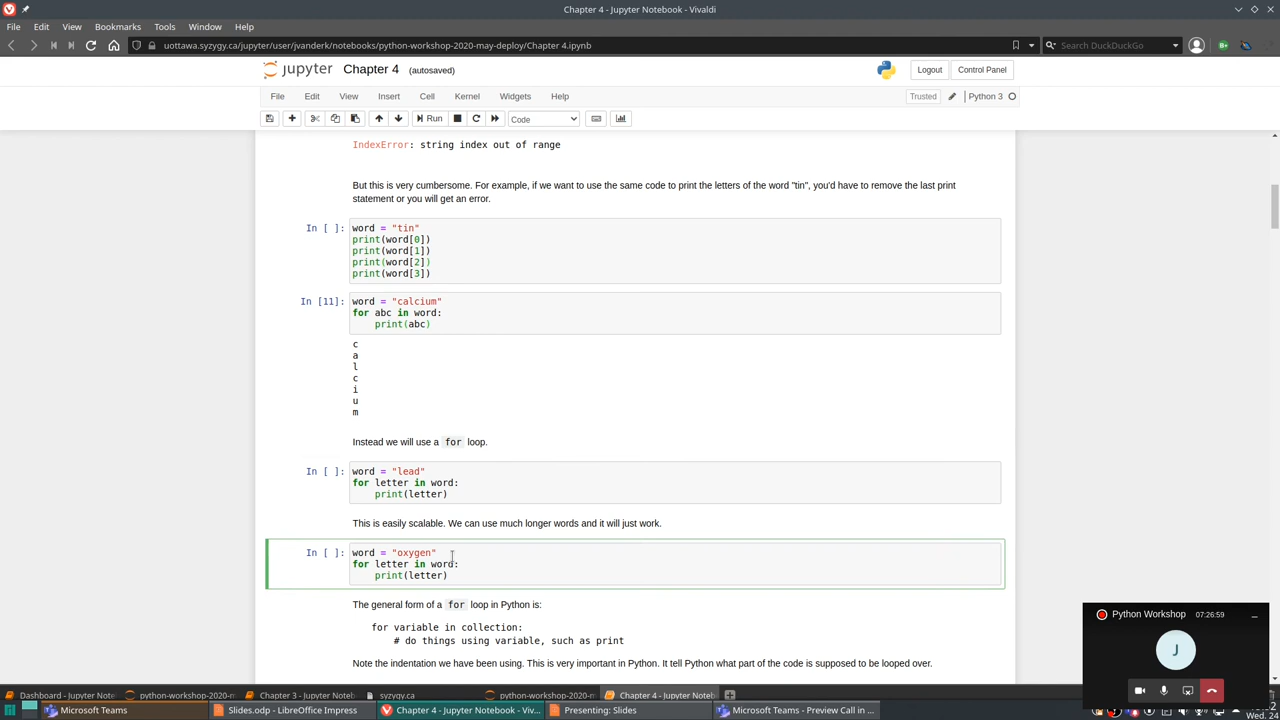 Chapter 4 - Jupyter Notebook - Vivaldi
File Edit View Bookmarks Tools Window Help
uottawa.syzygy.ca/jupyter/user/jvanderk/notebooks/python-workshop-2020-may-deploy/Chapter 4.ipynb
Search DuckDuckGo
jupyter Chapter 4 (autosaved)
Logout Control Panel
File Edit View Insert Cell Kernel Widgets Help
Trusted Python 3
Run Code
IndexError: string index out of range
But this is very cumbersome. For example, if we want to use the same code to print the letters of the word "tin", you'd have to remove the last print
statement or you will get an error.
In [ ]: word = "tin"
print(word[0])
print(word[1])
print(word[2])
print(word[3])
In [11]: word = "calcium"
for abc in word:
    print(abc)
c
a
l
c
i
u
m
Instead we will use a for loop.
In [ ]: word = "lead"
for letter in word:
    print(letter)
This is easily scalable. We can use much longer words and it will just work.
In [ ]: word = "oxygen"
for letter in word:
    print(letter)
The general form of a for loop in Python is:
for variable in collection:
    # do things using variable, such as print
Note the indentation we have been using. This is very important in Python. It tell Python what part of the code is supposed to be looped over.
Python Workshop 07:26:59
J
Dashboard - Jupyter Note python-workshop-2020-m Chapter 3 - Jupyter Noteb syzygy.ca python-workshop-2020-m Chapter 4 - Jupyter Noteb
Microsoft Teams Slides.odp - LibreOffice Impress Chapter 4 - Jupyter Notebook - Viv... Presenting: Slides Microsoft Teams - Preview Call in ...
Wed. 24